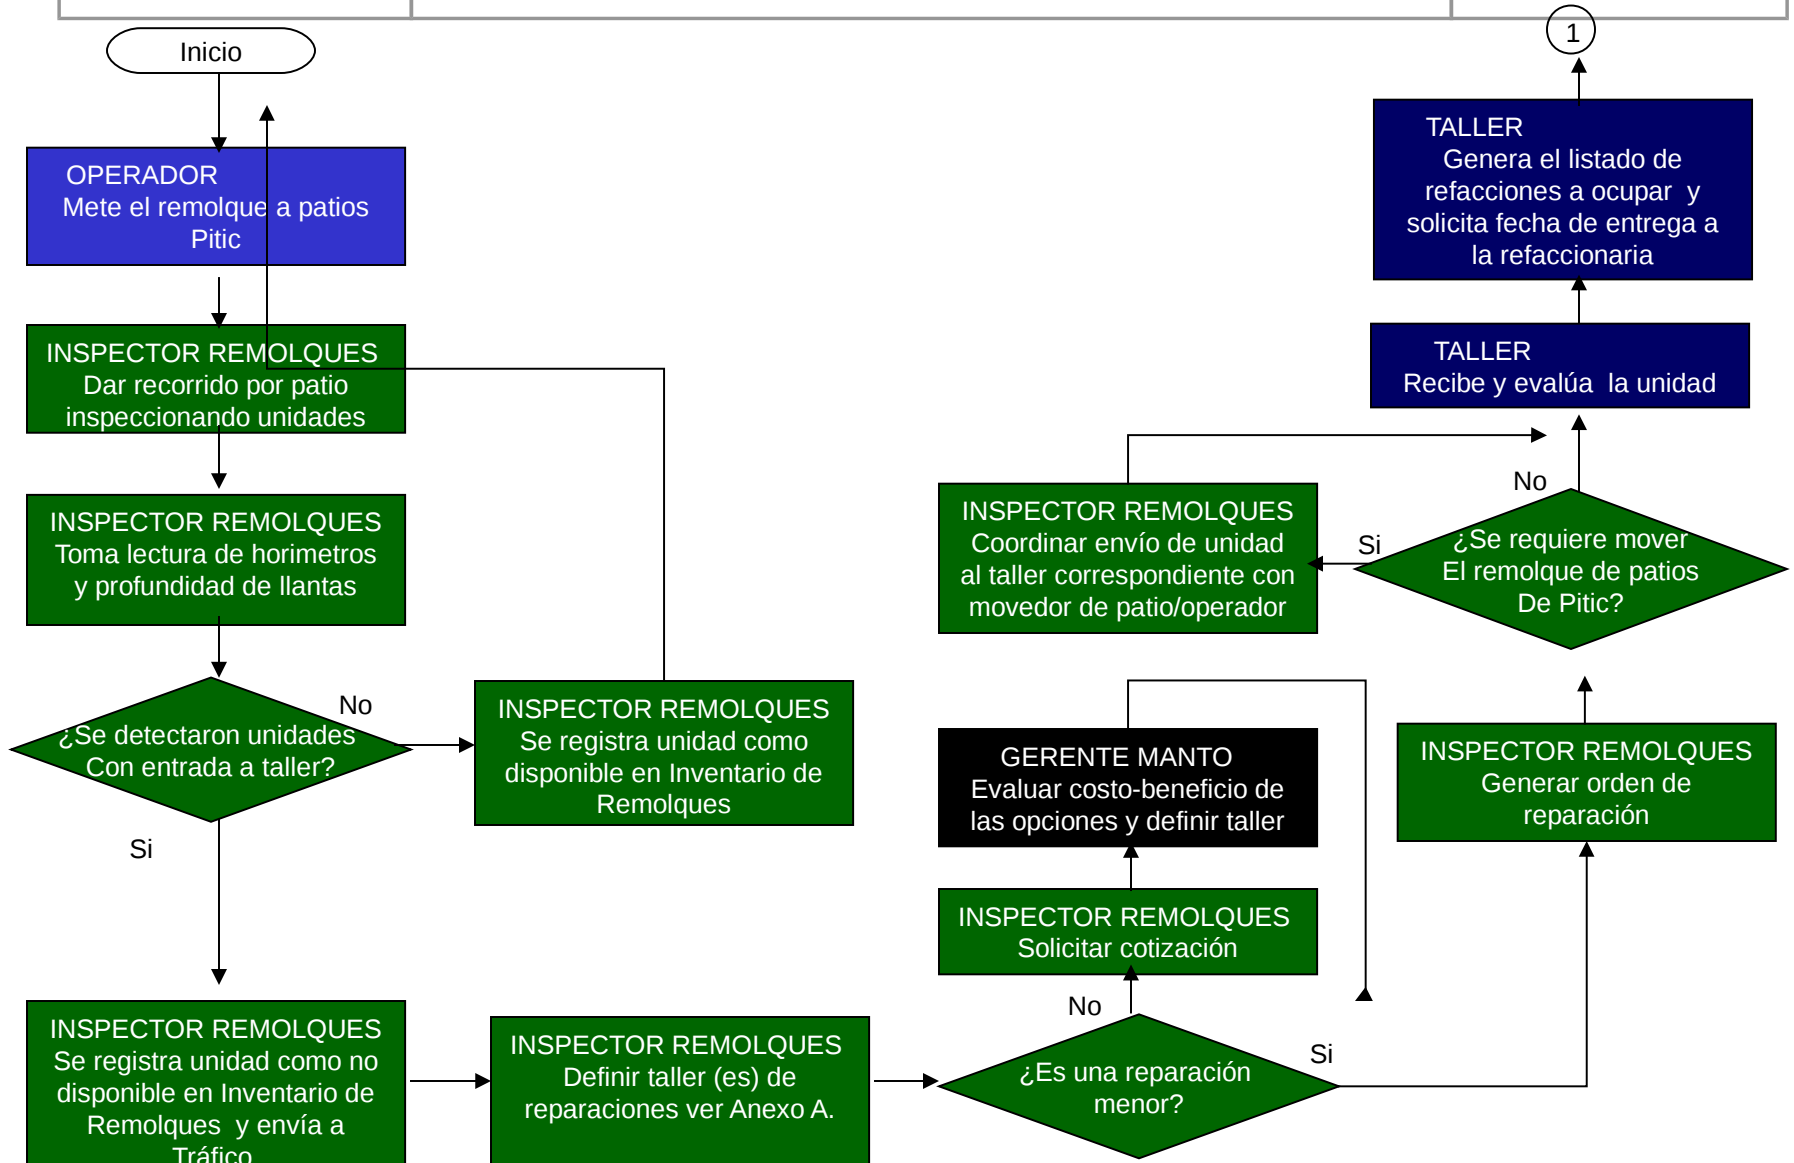 Inicio
OPERADOR
Mete el remolque a patios
Pitic
INSPECTOR REMOLQUES
Dar recorrido por patio
inspeccionando unidades
INSPECTOR REMOLQUES
Toma lectura de horimetros
y profundidad de llantas
¿Se detectaron unidades
Con entrada a taller?
No
Si
INSPECTOR REMOLQUES
Se registra unidad como
disponible en Inventario de
Remolques
INSPECTOR REMOLQUES
Se registra unidad como no
disponible en Inventario de
Remolques y envía a
Tráfico
INSPECTOR REMOLQUES
Definir taller (es) de
reparaciones ver Anexo A.
¿Es una reparación
menor?
No
Si
INSPECTOR REMOLQUES
Solicitar cotización
GERENTE MANTO
Evaluar costo-beneficio de
las opciones y definir taller
INSPECTOR REMOLQUES
Generar orden de
reparación
¿Se requiere mover
El remolque de patios
De Pitic?
Si
No
INSPECTOR REMOLQUES
Coordinar envío de unidad
al taller correspondiente con
movedor de patio/operador
TALLER
Recibe y evalúa la unidad
TALLER
Genera el listado de
refacciones a ocupar y
solicita fecha de entrega a
la refaccionaria
1